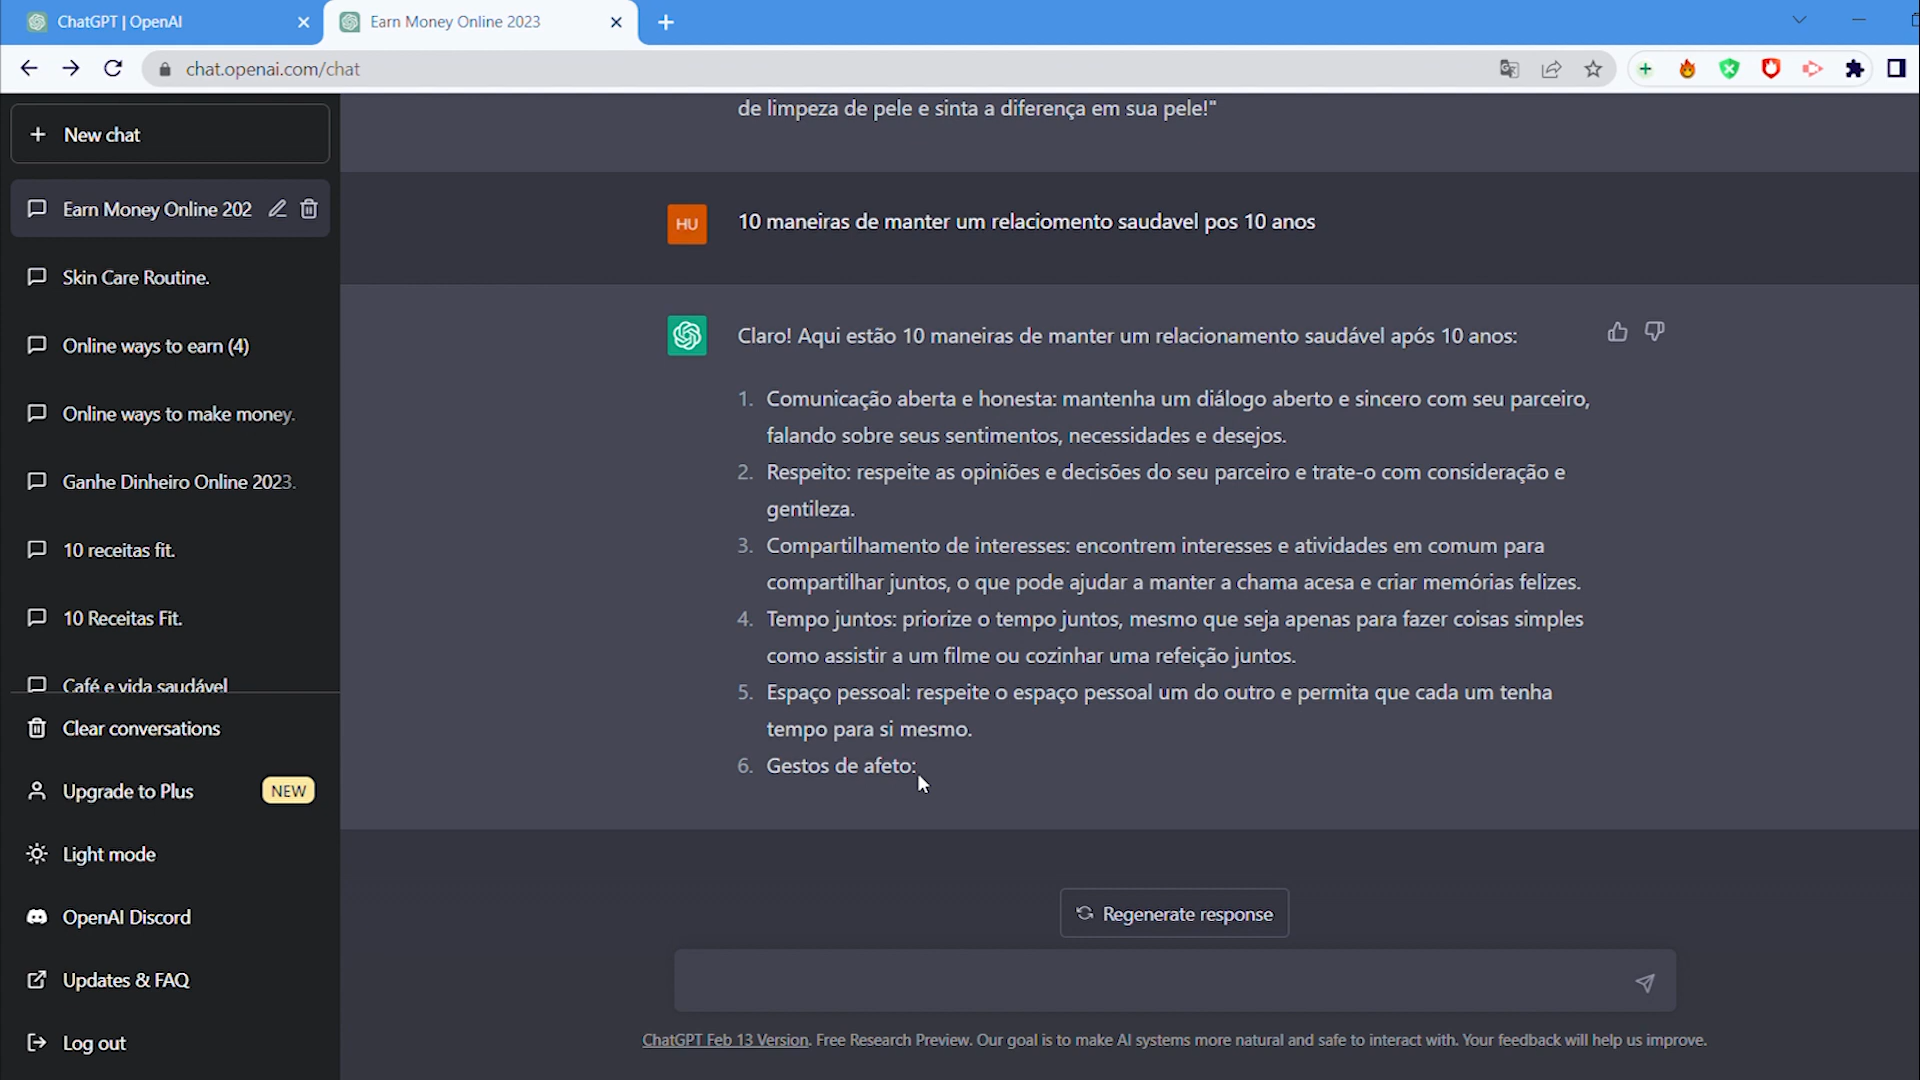 ChatGPT | OpenAI
Earn Money Online 2023
chat.openai.com/chat
New chat
Earn Money Online 202
Skin Care Routine.
Online ways to earn (4)
Online ways to make money.
Ganhe Dinheiro Online 2023.
10 receitas fit.
10 Receitas Fit.
Café e vida saudável
Clear conversations
Upgrade to Plus NEW
Light mode
OpenAI Discord
Updates & FAQ
Log out
de limpeza de pele e sinta a diferença em sua pele!"
HU 10 maneiras de manter um relaciomento saudavel pos 10 anos
Claro! Aqui estão 10 maneiras de manter um relacionamento saudável após 10 anos:
1. Comunicação aberta e honesta: mantenha um diálogo aberto e sincero com seu parceiro,
falando sobre seus sentimentos, necessidades e desejos.
2. Respeito: respeite as opiniões e decisões do seu parceiro e trate-o com consideração e
gentileza.
3. Compartilhamento de interesses: encontrem interesses e atividades em comum para
compartilhar juntos, o que pode ajudar a manter a chama acesa e criar memórias felizes.
4. Tempo juntos: priorize o tempo juntos, mesmo que seja apenas para fazer coisas simples
como assistir a um filme ou cozinhar uma refeição juntos.
5. Espaço pessoal: respeite o espaço pessoal um do outro e permita que cada um tenha
tempo para si mesmo.
6. Gestos de afeto:
Regenerate response
ChatGPT Feb 13 Version. Free Research Preview. Our goal is to make AI systems more natural and safe to interact with. Your feedback will help us improve.